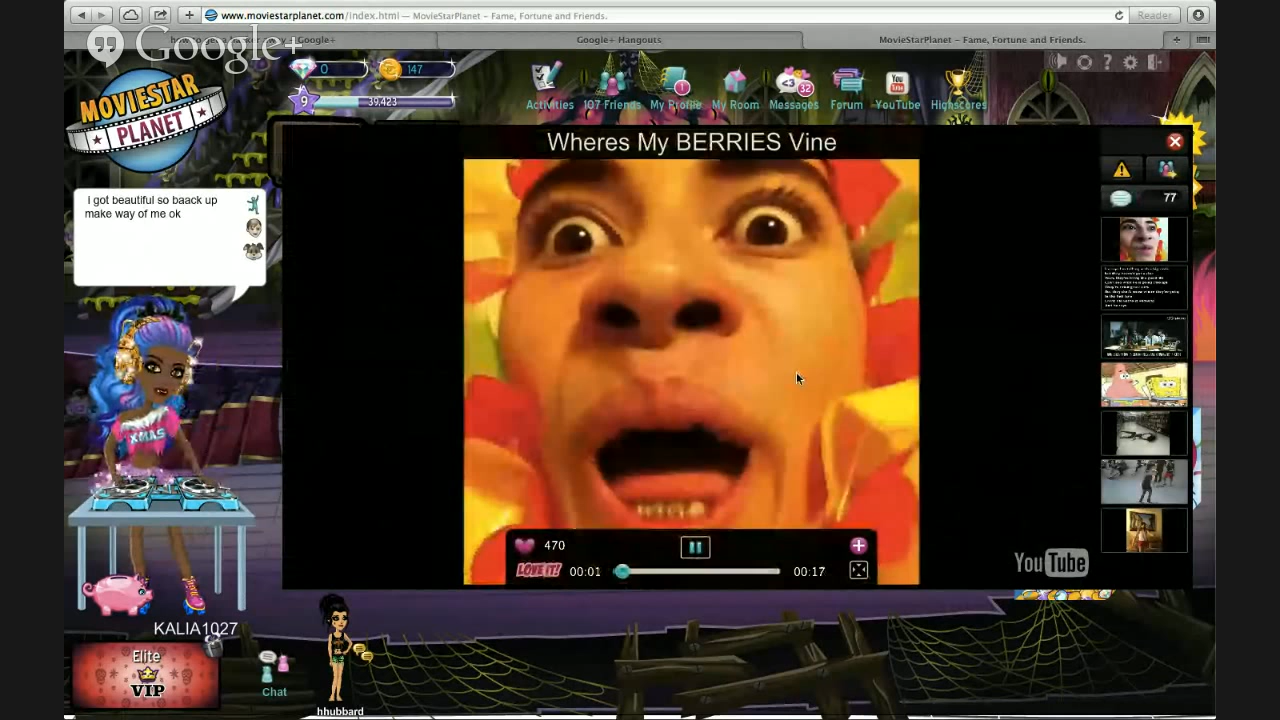 www.moviestarplanet.com/index.html — MovieStarPlanet – Fame, Fortune and Friends.
Reader
Google+ Hangouts
MovieStarPlanet – Fame, Fortune and Friends.
Google+
MOVIESTAR
PLANET
0
147
9
39,423
Activities
107 Friends
My Profile
My Room
32
Messages
Forum
You
Tube
YouTube
Highscores
Wheres My BERRIES Vine
77
I got beautiful so baack up
make way of me ok
XMAS
470
LOVE IT!
00:01
00:17
YouTube
KALIA1027
Elite
VIP
Chat
hhubbard